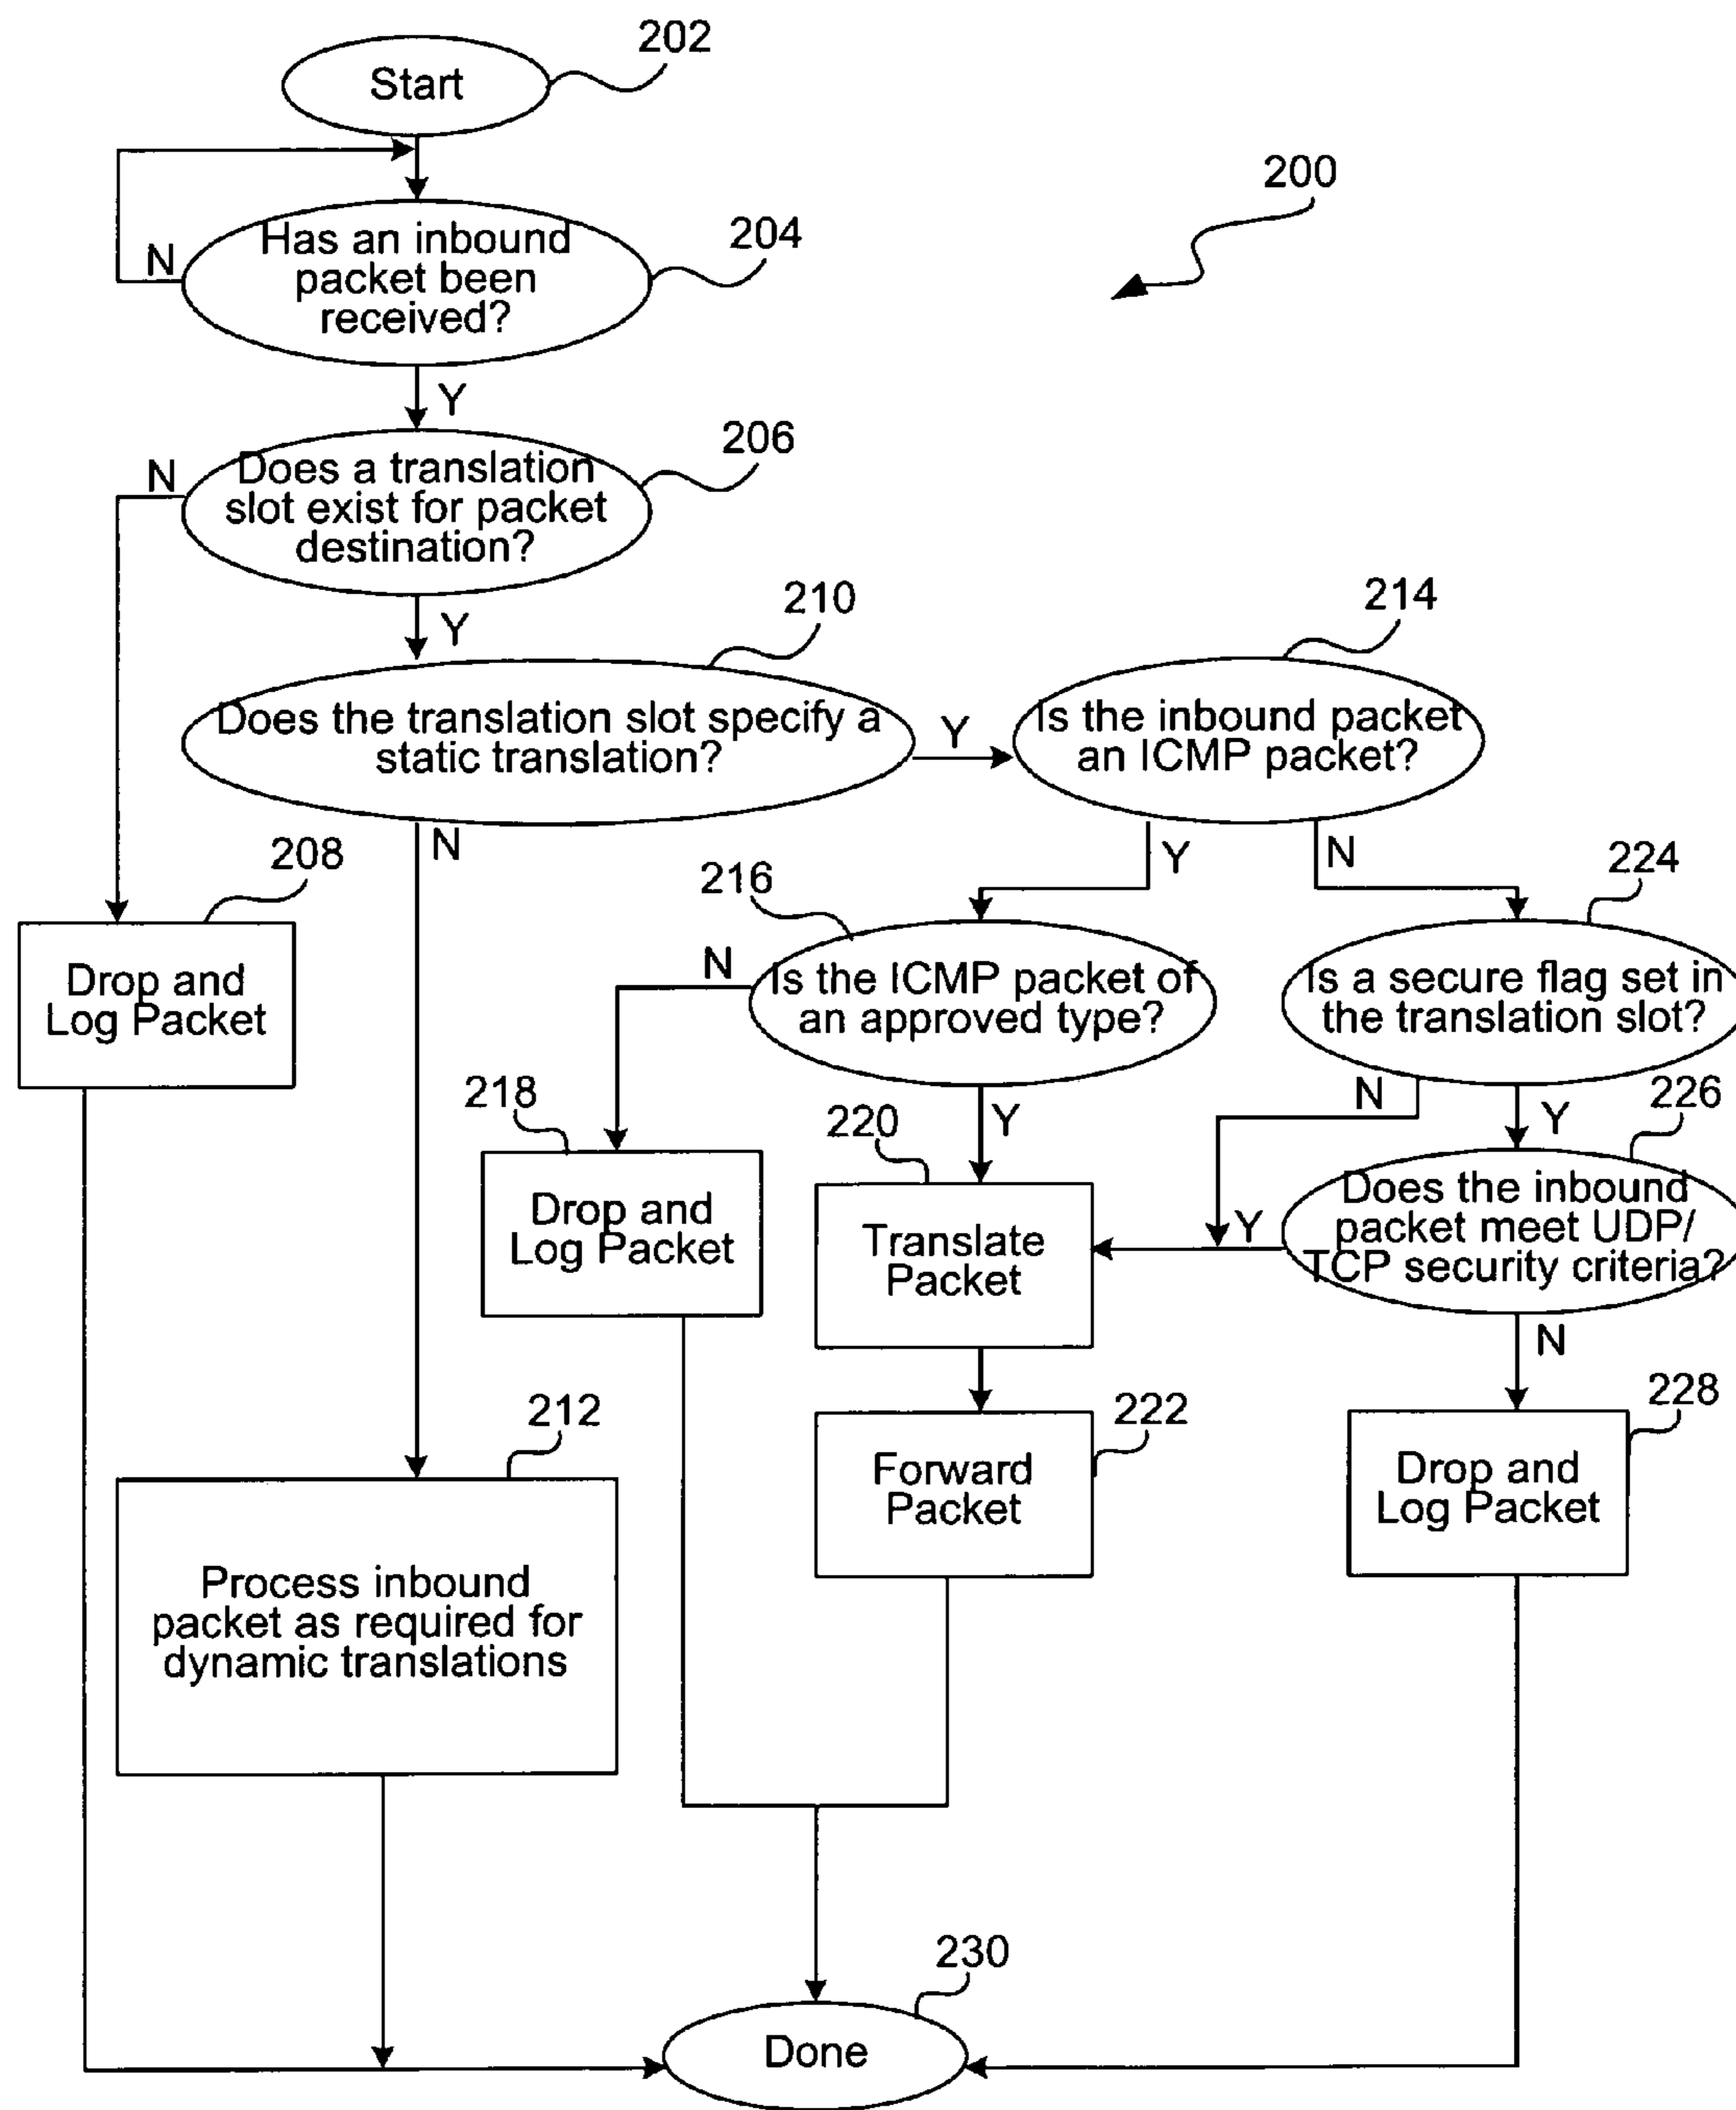 202
Start
200
204
Has an inbound
packet been
received?
N
Y
206
Does a translation
slot exist for packet
destination?
N
Y
210
Does the translation slot specify a
static translation?
Y
214
Is the inbound packet
an ICMP packet?
N
Y
N
208
Drop and
Log Packet
216
Is the ICMP packet of
an approved type?
N
Y
224
Is a secure flag set in
the translation slot?
N
Y
218
Drop and
Log Packet
220
Translate
Packet
226
Does the inbound
packet meet UDP/
TCP security criteria?
Y
N
212
Process inbound
packet as required for
dynamic translations
222
Forward
Packet
228
Drop and
Log Packet
230
Done